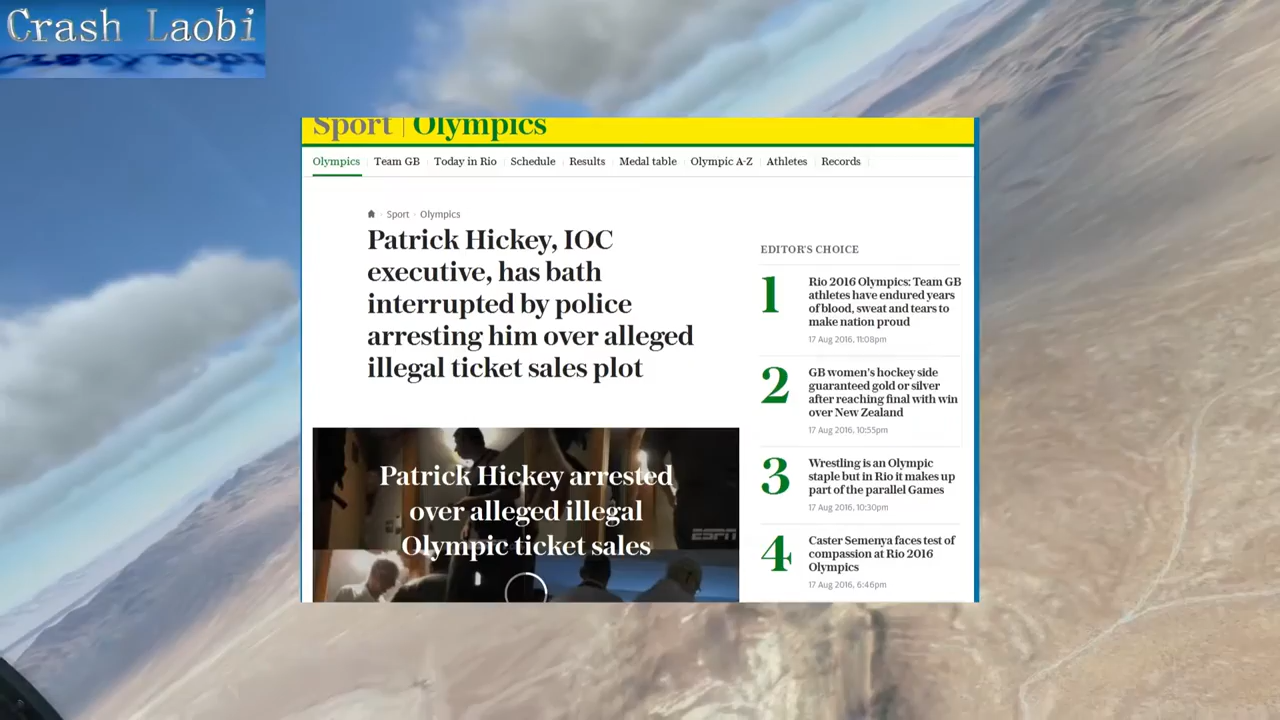 Crash Laobi
Sport | Olympics
Olympics Team GB Today in Rio Schedule Results Medal table Olympic A-Z Athletes Records
Sport Olympics
Patrick Hickey, IOC
executive, has bath
interrupted by police
arresting him over alleged
illegal ticket sales plot
Patrick Hickey arrested
over alleged illegal
Olympic ticket sales
ESPN
EDITOR'S CHOICE
1
Rio 2016 Olympics: Team GB
athletes have endured years
of blood, sweat and tears to
make nation proud
17 Aug 2016, 11:08pm
2
GB women's hockey side
guaranteed gold or silver
after reaching final with win
over New Zealand
17 Aug 2016, 10:55pm
3
Wrestling is an Olympic
staple but in Rio it makes up
part of the parallel Games
17 Aug 2016, 10:30pm
4
Caster Semenya faces test of
compassion at Rio 2016
Olympics
17 Aug 2016, 6:46pm